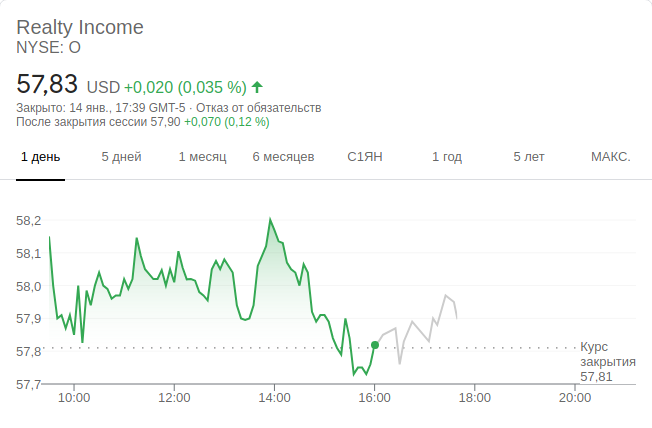 Realty Income
NYSE: O
57,83 USD +0,020 (0,035 %)
Закрыто: 14 янв., 17:39 GMT-5 · Отказ от обязательств
После закрытия сессии 57,90 +0,070 (0,12 %)
1 день 5 дней 1 месяц 6 месяцев С1ЯН 1 год 5 лет МАКС.
58,2
58,1
58,0
57,9
57,8
57,7
Курс
закрытия
57,81
10:00 12:00 14:00 16:00 18:00 20:00